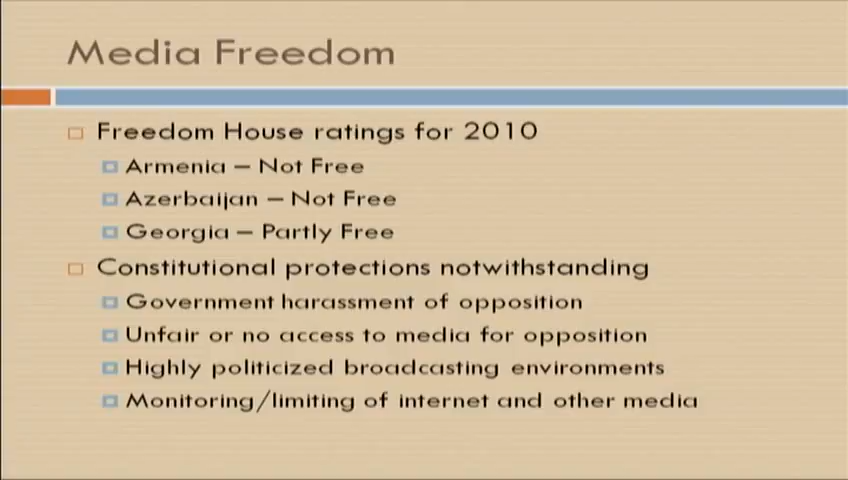 Media Freedom
Freedom House ratings for 2010
Armenia – Not Free
Azerbaijan – Not Free
Georgia – Partly Free
Constitutional protections notwithstanding
Government harassment of opposition
Unfair or no access to media for opposition
Highly politicized broadcasting environments
Monitoring/limiting of internet and other media